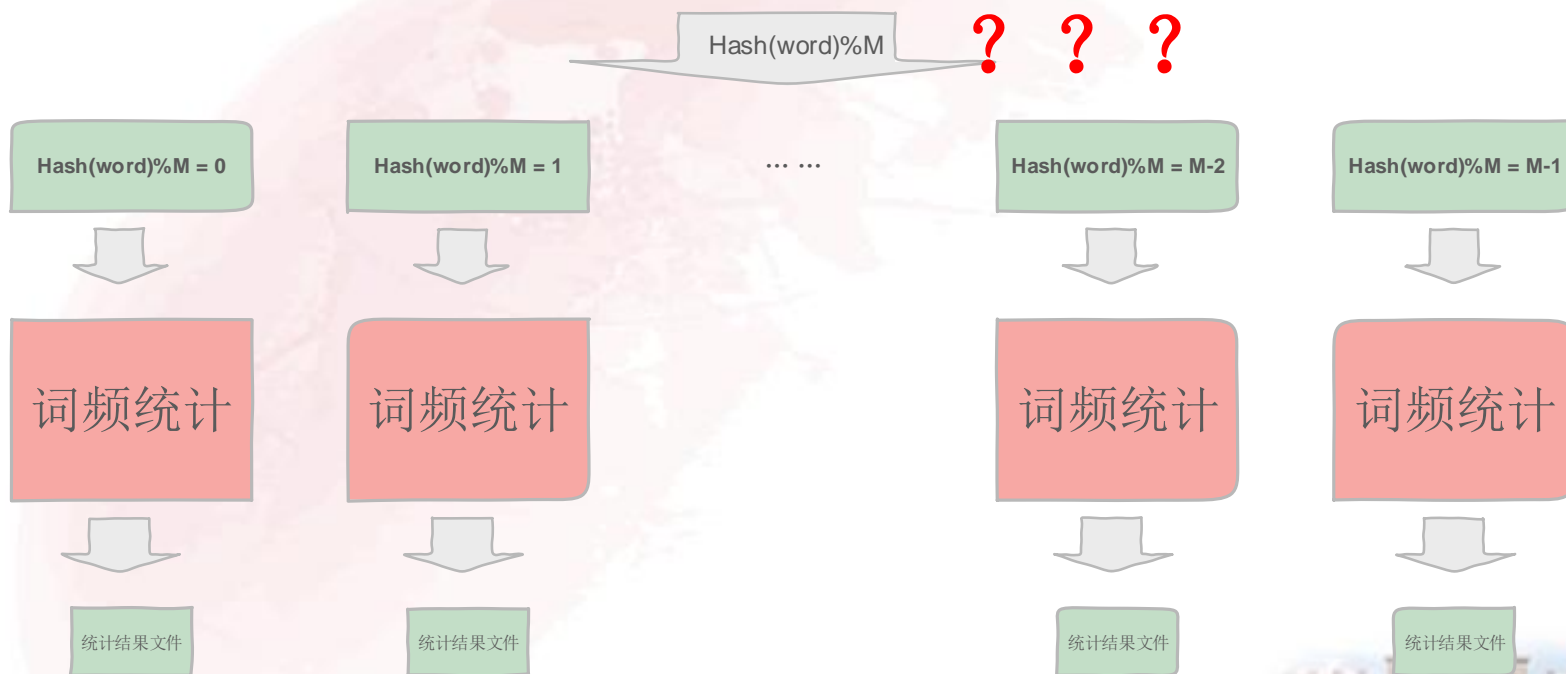 Hash(word)%M
? ? ?
Hash(word)%M = 0
Hash(word)%M = 1
... ...
Hash(word)%M = M-2
Hash(word)%M = M-1
词频统计
词频统计
词频统计
词频统计
统计结果文件
统计结果文件
统计结果文件
统计结果文件